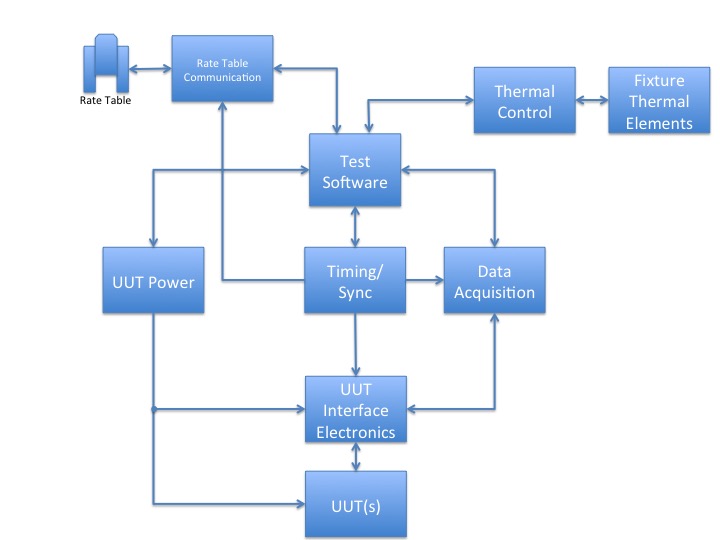 Rate Table
Communication
Rate Table
Thermal
Control
Fixture
Thermal
Elements
Test
Software
UUT Power
Timing/
Sync
Data
Acquisition
UUT
Interface
Electronics
UUT(s)